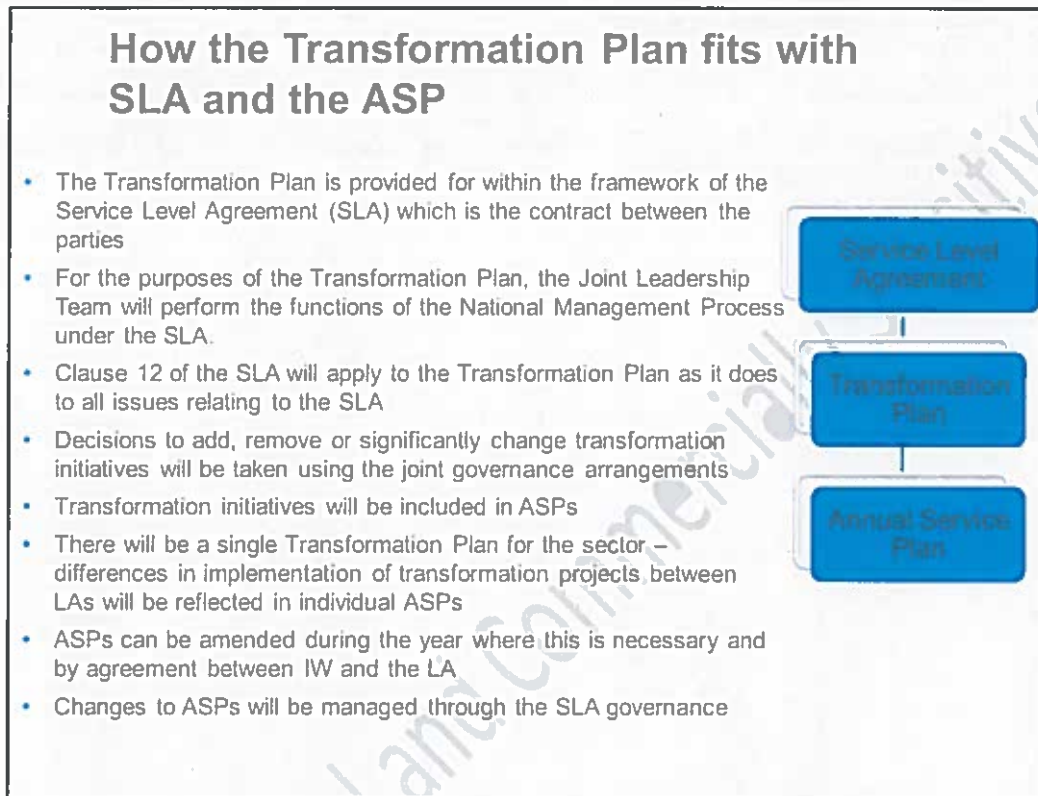 How the Transformation Plan fits with
SLA and the ASP
• The Transformation Plan is provided for within the framework of the
Service Level Agreement (SLA) which is the contract between the
parties
• For the purposes of the Transformation Plan, the Joint Leadership
Team will perform the functions of the National Management Process
under the SLA.
• Clause 12 of the SLA will apply to the Transformation Plan as it does
to all issues relating to the SLA
• Decisions to add, remove or significantly change transformation
initiatives will be taken using the joint governance arrangements
• Transformation initiatives will be included in ASPs
• There will be a single Transformation Plan for the sector –
differences in implementation of transformation projects between
LAs will be reflected in individual ASPs
• ASPs can be amended during the year where this is necessary and
by agreement between IW and the LA
• Changes to ASPs will be managed through the SLA governance
Service Level
Agreement
Transformation
Plan
Annual Service
Plan
and Commercially